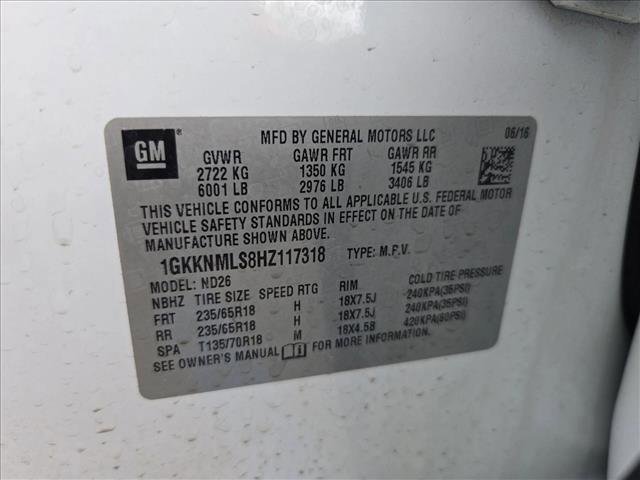 GM
MFD BY GENERAL MOTORS LLC 06/16
GVWR GAWR FRT GAWR RR
2722 KG 1350 KG 1545 KG
6001 LB 2976 LB 3406 LB
THIS VEHICLE CONFORMS TO ALL APPLICABLE U.S. FEDERAL MOTOR
VEHICLE SAFETY STANDARDS IN EFFECT ON THE DATE OF
MANUFACTURE SHOWN ABOVE.
1GKKNMLS8HZ117318 TYPE: M.P.V.
MODEL: ND26
NBHZ TIRE SIZE SPEED RTG RIM COLD TIRE PRESSURE
FRT 235/65R18 H 18X7.5J 240KPA(35PSI)
RR 235/65R18 H 18X7.5J 240KPA(35PSI)
SPA T135/70R18 M 18X4.5B 420KPA(60PSI)
SEE OWNER'S MANUAL FOR MORE INFORMATION.